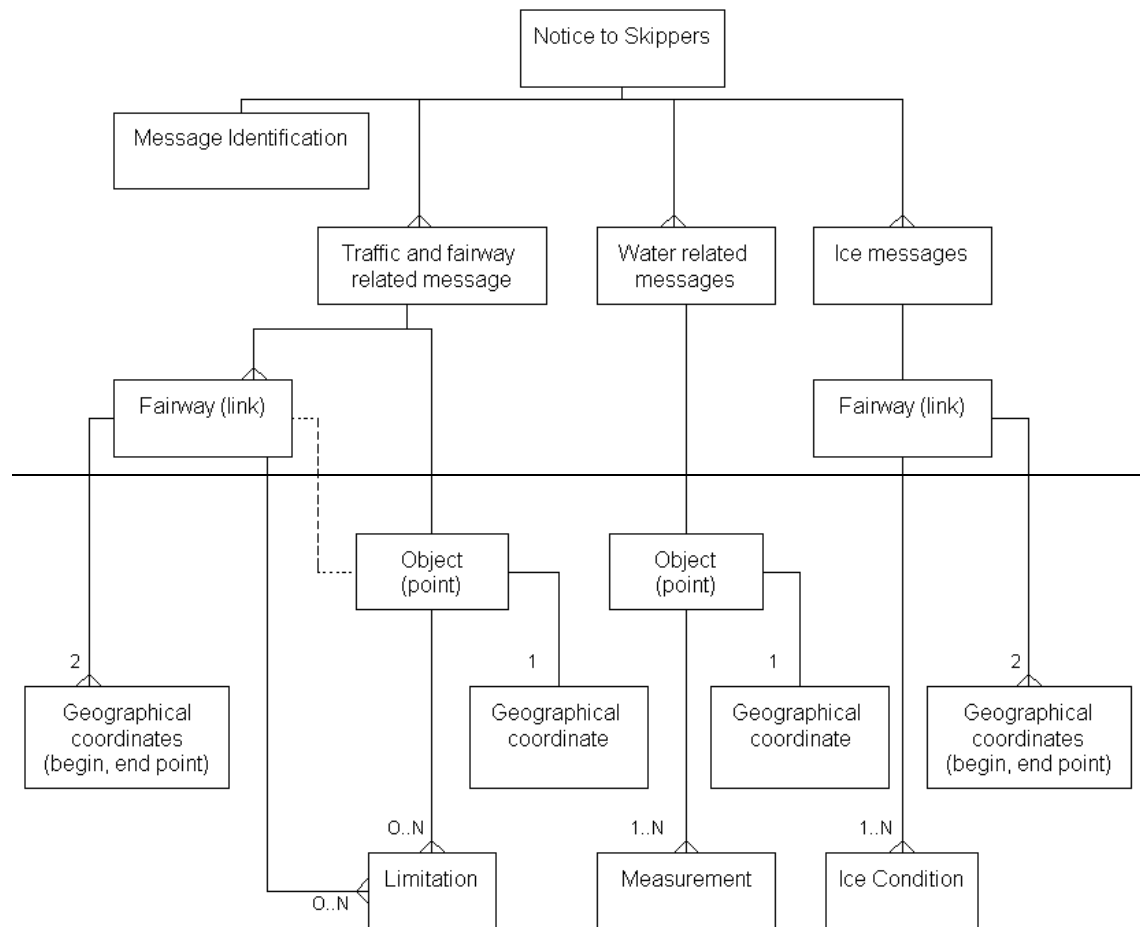 Notice to Skippers
Message Identification
Traffic and fairway
related message
Water related
messages
Ice messages
Fairway (link)
Fairway (link)
Object
(point)
Object
(point)
2
1
1
2
Geographical
coordinates
(begin, end point)
Geographical
coordinate
Geographical
coordinate
Geographical
coordinates
(begin, end point)
0..N
1..N
1..N
0..N
Limitation
Measurement
Ice Condition